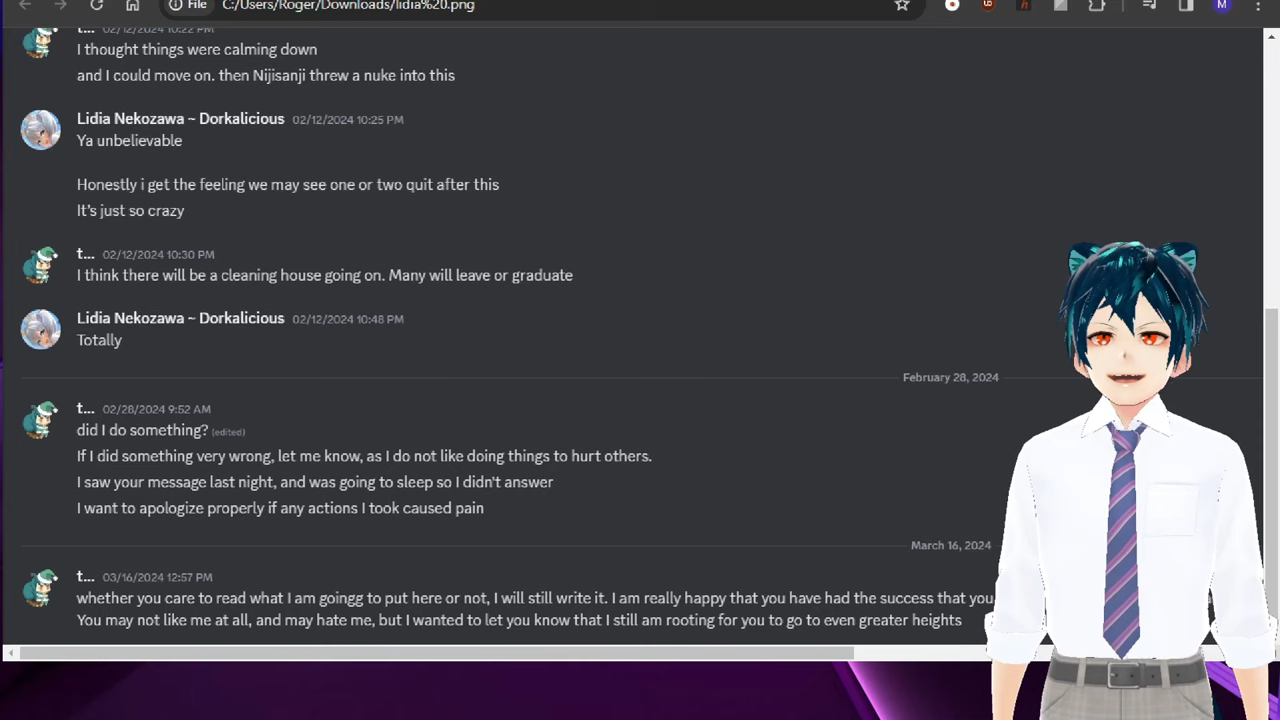 File C:/Users/Roger/Downloads/lidia%20.png
M
t... 02/12/2024 10:22 PM
I thought things were calming down
and I could move on. then Nijisanji threw a nuke into this
Lidia Nekozawa ~ Dorkalicious 02/12/2024 10:25 PM
Ya unbelievable
Honestly i get the feeling we may see one or two quit after this
It's just so crazy
t... 02/12/2024 10:30 PM
I think there will be a cleaning house going on. Many will leave or graduate
Lidia Nekozawa ~ Dorkalicious 02/12/2024 10:48 PM
Totally
February 28, 2024
t... 02/28/2024 9:52 AM
did I do something? (edited)
If I did something very wrong, let me know, as I do not like doing things to hurt others.
I saw your message last night, and was going to sleep so I didn't answer
I want to apologize properly if any actions I took caused pain
March 16, 2024
t... 03/16/2024 12:57 PM
whether you care to read what I am goingg to put here or not, I will still write it. I am really happy that you have had the success that you
You may not like me at all, and may hate me, but I wanted to let you know that I still am rooting for you to go to even greater heights